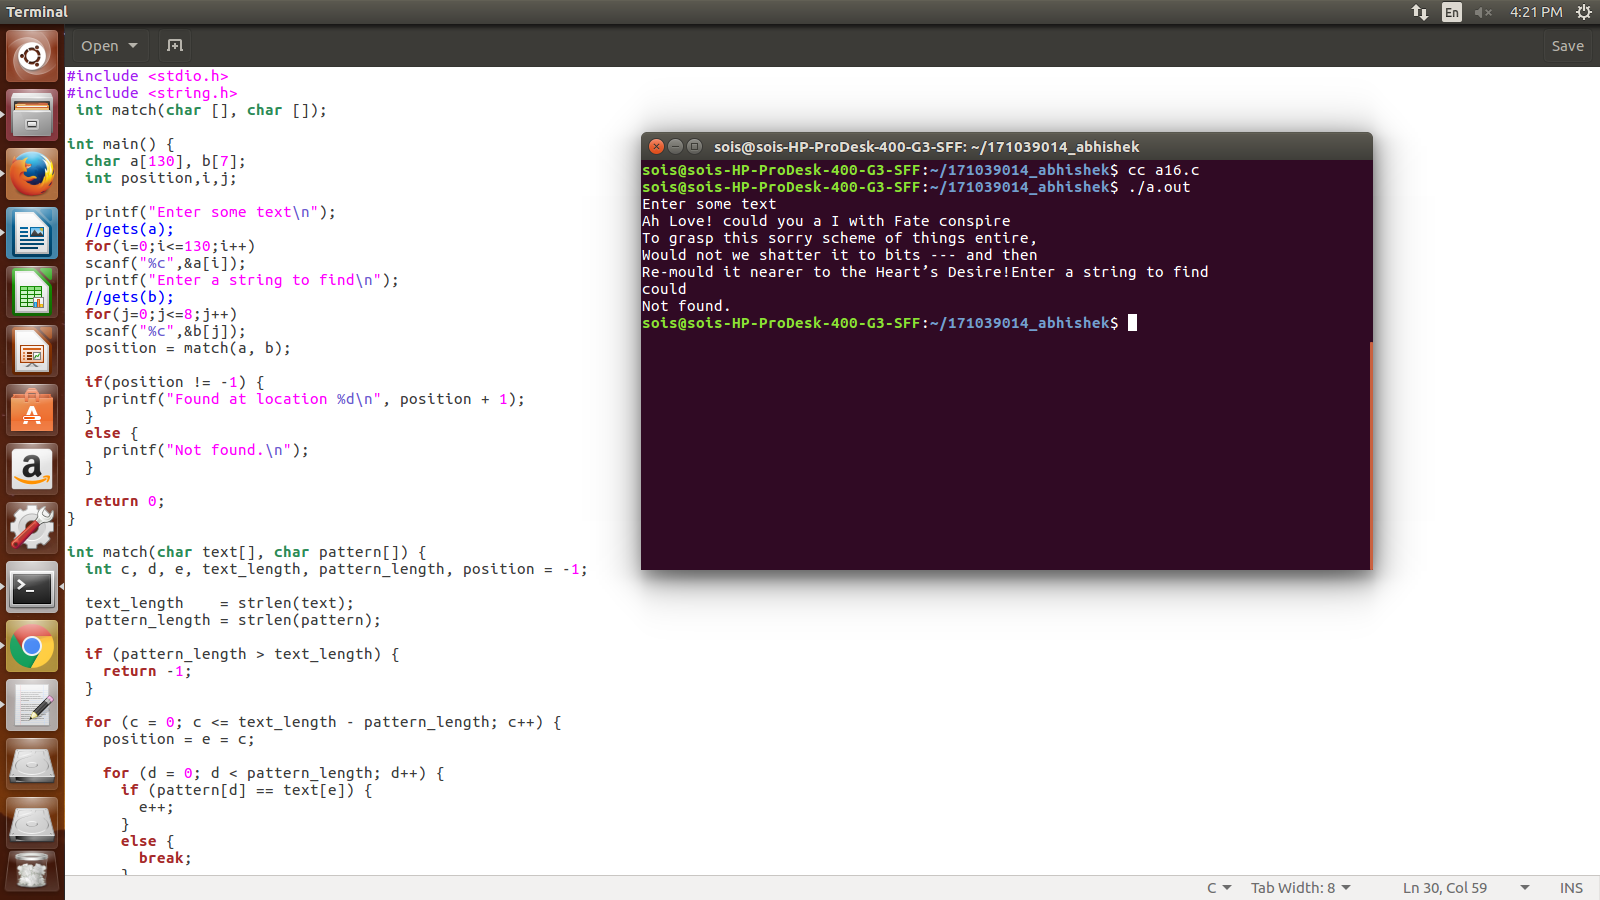 Terminal
En
4:21 PM
Open
Save
#include <stdio.h>
#include <string.h>
 int match(char [], char []);
int main() {
  char a[130], b[7];
  int position,i,j;
  printf("Enter some text\n");
  //gets(a);
  for(i=0;i<=130;i++)
  scanf("%c",&a[i]);
  printf("Enter a string to find\n");
  //gets(b);
  for(j=0;j<=8;j++)
  scanf("%c",&b[j]);
  position = match(a, b);
  if(position != -1) {
    printf("Found at location %d\n", position + 1);
  }
  else {
    printf("Not found.\n");
  }
  return 0;
}
int match(char text[], char pattern[]) {
  int c, d, e, text_length, pattern_length, position = -1;
  text_length    = strlen(text);
  pattern_length = strlen(pattern);
  if (pattern_length > text_length) {
    return -1;
  }
  for (c = 0; c <= text_length - pattern_length; c++) {
    position = e = c;
    for (d = 0; d < pattern_length; d++) {
      if (pattern[d] == text[e]) {
        e++;
      }
      else {
        break;
      }
sois@sois-HP-ProDesk-400-G3-SFF: ~/171039014_abhishek
sois@sois-HP-ProDesk-400-G3-SFF:~/171039014_abhishek$ cc a16.c
sois@sois-HP-ProDesk-400-G3-SFF:~/171039014_abhishek$ ./a.out
Enter some text
Ah Love! could you a I with Fate conspire
To grasp this sorry scheme of things entire,
Would not we shatter it to bits --- and then
Re-mould it nearer to the Heart’s Desire!Enter a string to find
could
Not found.
sois@sois-HP-ProDesk-400-G3-SFF:~/171039014_abhishek$
C
Tab Width: 8
Ln 30, Col 59
INS